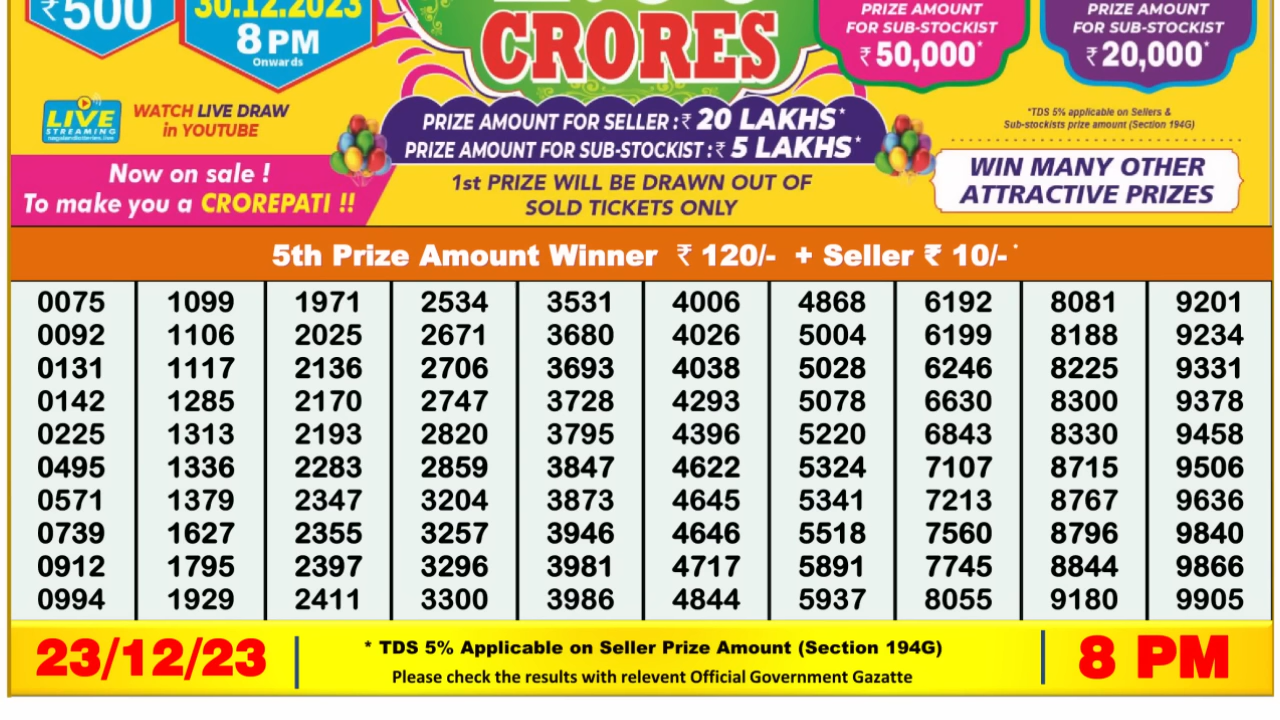 ₹500
30.12.2023
8 PM
Onwards
CRORES
PRIZE AMOUNT
FOR SUB-STOCKIST
₹ 50,000*
PRIZE AMOUNT
FOR SUB-STOCKIST
₹ 20,000*
LIVE
STREAMING
WATCH LIVE DRAW
in YOUTUBE
PRIZE AMOUNT FOR SELLER : ₹ 20 LAKHS*
PRIZE AMOUNT FOR SUB-STOCKIST : ₹ 5 LAKHS*
*TDS 5% applicable on Sellers &
Sub-stockists prize amount (Section 194G)
Now on sale !
To make you a CROREPATI !!
1st PRIZE WILL BE DRAWN OUT OF
SOLD TICKETS ONLY
WIN MANY OTHER
ATTRACTIVE PRIZES
5th Prize Amount Winner ₹ 120/- + Seller ₹ 10/- *
0075 1099 1971 2534 3531 4006 4868 6192 8081 9201
0092 1106 2025 2671 3680 4026 5004 6199 8188 9234
0131 1117 2136 2706 3693 4038 5028 6246 8225 9331
0142 1285 2170 2747 3728 4293 5078 6630 8300 9378
0225 1313 2193 2820 3795 4396 5220 6843 8330 9458
0495 1336 2283 2859 3847 4622 5324 7107 8715 9506
0571 1379 2347 3204 3873 4645 5341 7213 8767 9636
0739 1627 2355 3257 3946 4646 5518 7560 8796 9840
0912 1795 2397 3296 3981 4717 5891 7745 8844 9866
0994 1929 2411 3300 3986 4844 5937 8055 9180 9905
23/12/23
* TDS 5% Applicable on Seller Prize Amount (Section 194G)
Please check the results with relevent Official Government Gazatte
8 PM